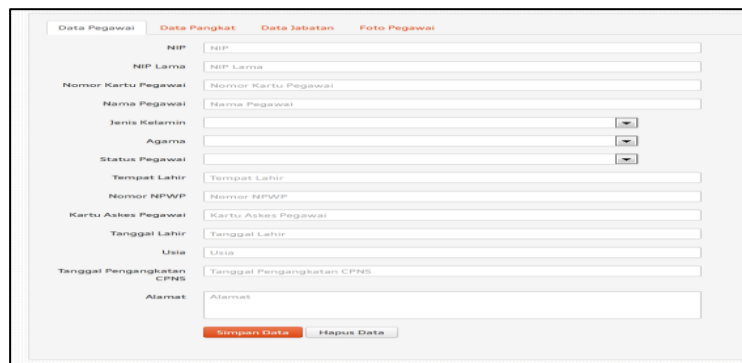 Data Pegawai Data Pangkat Data Jabatan Foto Pegawai
NIP NIP
NIP Lama NIP Lama
Nomor Kartu Pegawai Nomor Kartu Pegawai
Nama Pegawai Nama Pegawai
Jenis Kelamin
Agama
Status Pegawai
Tempat Lahir Tempat Lahir
Nomor NPWP Nomor NPWP
Kartu Askes Pegawai Kartu Askes Pegawai
Tanggal Lahir Tanggal Lahir
Usia Usia
Tanggal Pengangkatan Tanggal Pengangkatan CPNS
CPNS
Alamat Alamat
Simpan Data Hapus Data